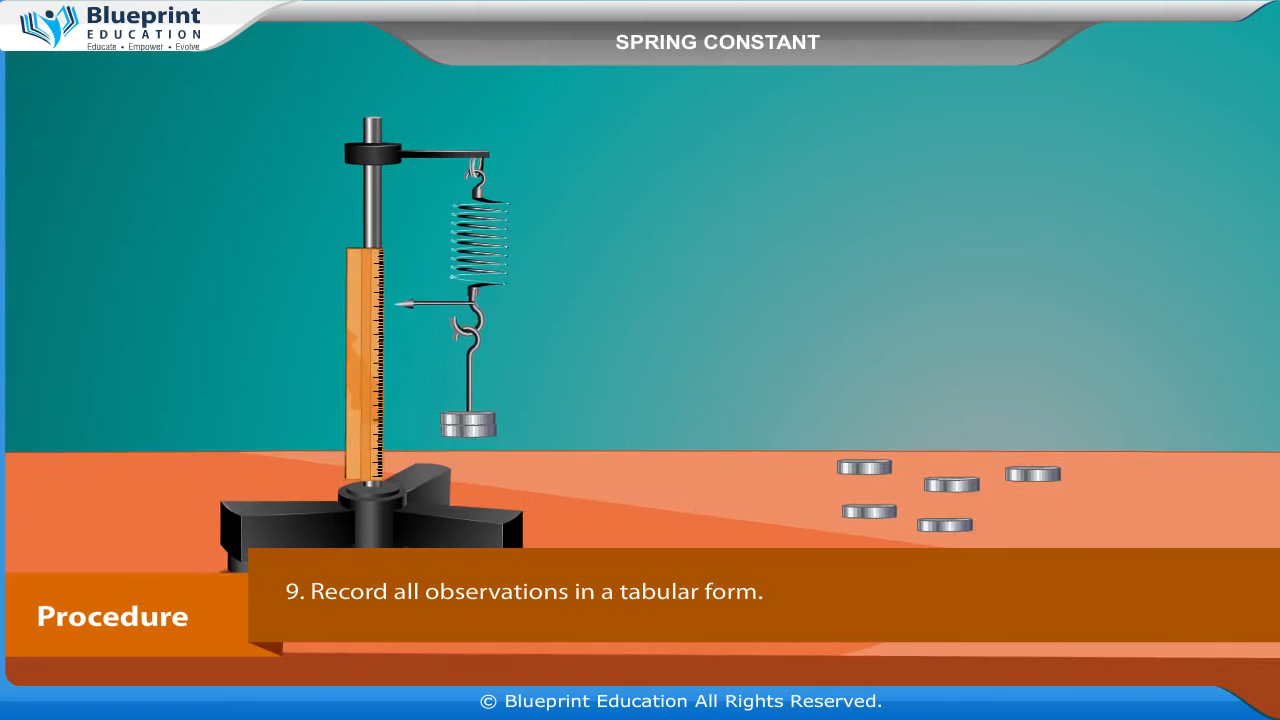 Blueprint
EDUCATION
Educate • Empower • Evolve
SPRING CONSTANT
9. Record all observations in a tabular form.
Procedure
© Blueprint Education All Rights Reserved.